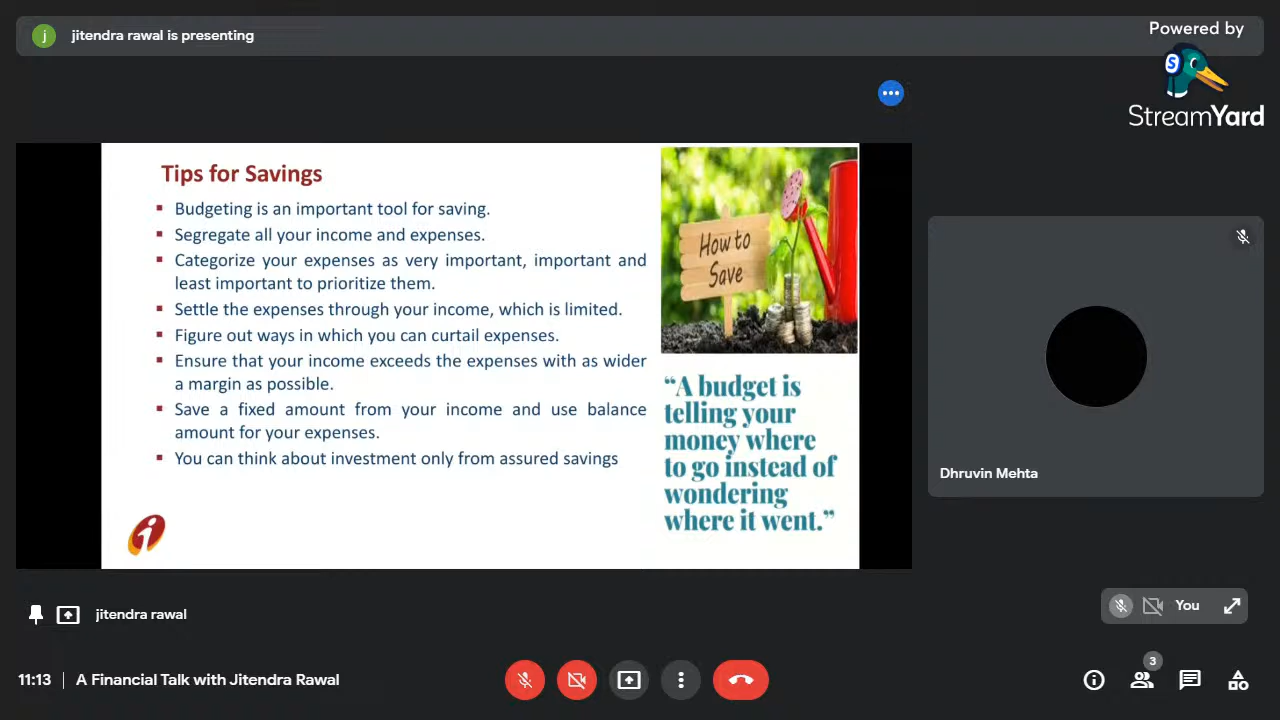 j jitendra rawal is presenting
Powered by
S
StreamYard
Tips for Savings
Budgeting is an important tool for saving.
Segregate all your income and expenses.
Categorize your expenses as very important, important and
least important to prioritize them.
Settle the expenses through your income, which is limited.
Figure out ways in which you can curtail expenses.
Ensure that your income exceeds the expenses with as wider
a margin as possible.
Save a fixed amount from your income and use balance
amount for your expenses.
You can think about investment only from assured savings
i
How to
Save
“A budget is
telling your
money where
to go instead of
wondering
where it went.”
Dhruvin Mehta
jitendra rawal
You
11:13 | A Financial Talk with Jitendra Rawal
3